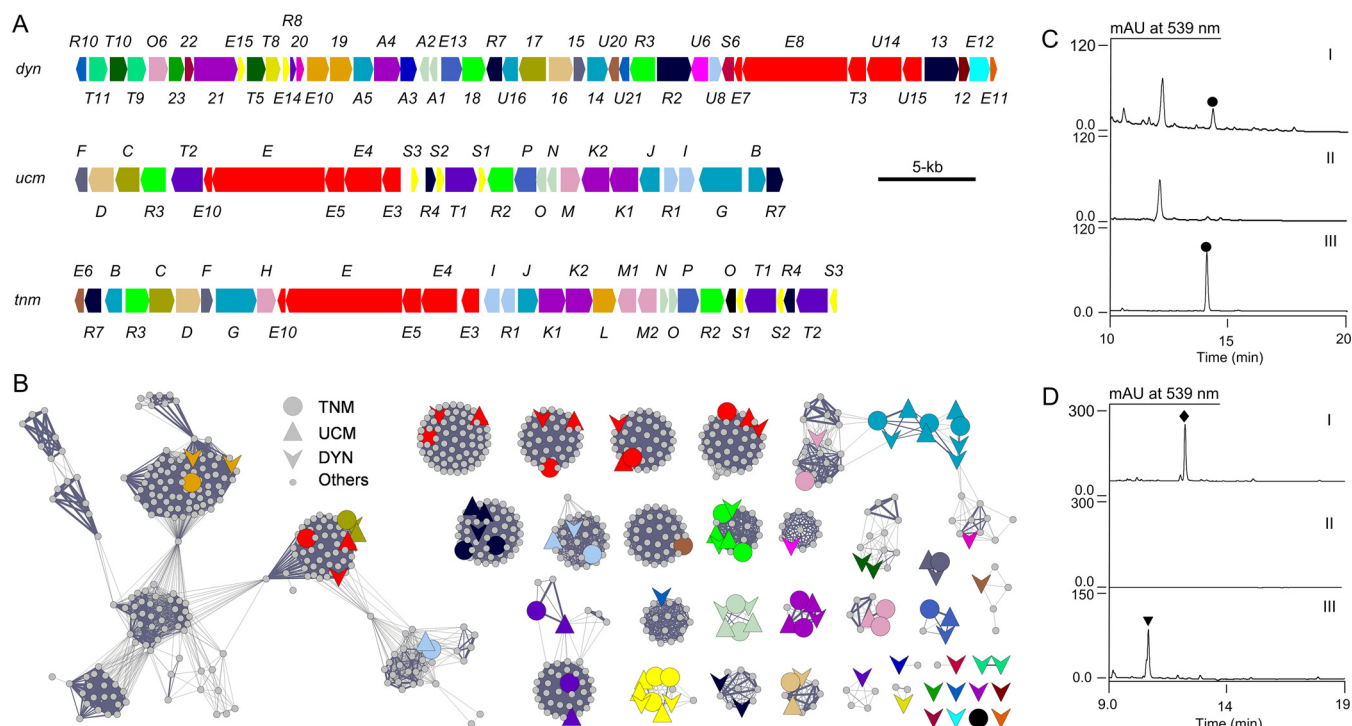 A
R10 T10 O6 22 E15 T8 R8 20 19 A4 A2 E13 R7 17 15 U20 R3 U6 S6 E8 U14 13 E12
dyn
T11 T9 23 21 T5 E14 E10 A5 A3 A1 18 U16 16 14 U21 R2 U8 E7 T3 U15 12 E11
F C T2 E E4 S3 S2 S1 P N K2 J I B
ucm
5-kb
D R3 E10 E5 E3 R4 T1 R2 O M K1 R1 G R7
E6 B C F H E E4 I J K2 M1 N P O T1 R4 S3
tnm
R7 R3 D G E10 E5 E3 R1 K1 L M2 O R2 S1 S2 T2
B
TNM
UCM
DYN
Others
C
mAU at 539 nm
120
I
0.0
120
II
0.0
120
III
0.0
10 15 20
Time (min)
D
mAU at 539 nm
300
I
0.0
300
II
0.0
150
III
0.0
9.0 14 19
Time (min)